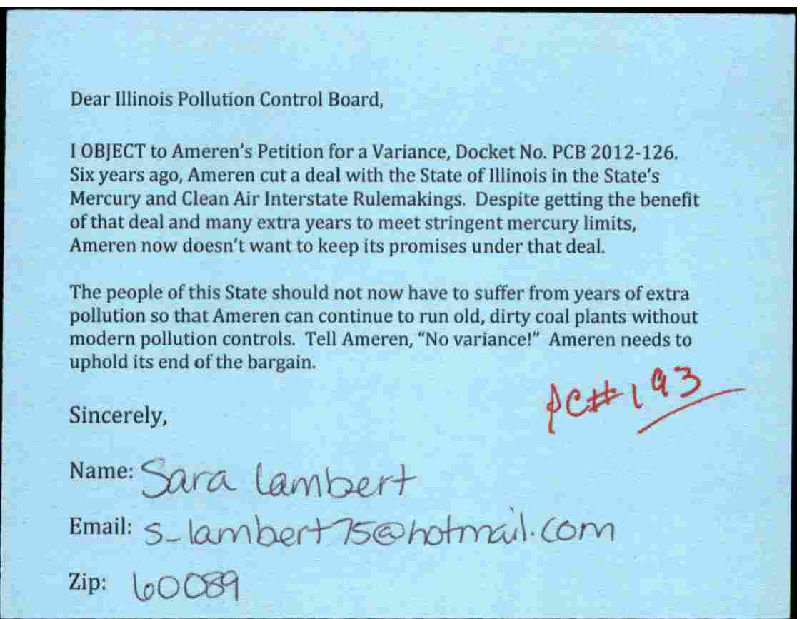 Dear Illinois Pollution Control Board,
I OBJECT to Ameren's Petition for a Variance, Docket No. PCB 2012-126.
Six years ago, Ameren cut a deal with the State of Illinois in the State's
Mercury and Clean Air Interstate Rulemakings.  Despite getting the benefit
of that deal and many extra years to meet stringent mercury limits,
Ameren now doesn't want to keep its promises under that deal.
The people of this State should not now have to suffer from years of extra
pollution so that Ameren can continue to run old, dirty coal plants without
modern pollution controls.  Tell Ameren, "No variance!"  Ameren needs to
uphold its end of the bargain.
PC#193
Sincerely,
Name: Sara Lambert
Email: s_lambert75@hotmail.com
Zip: 60089